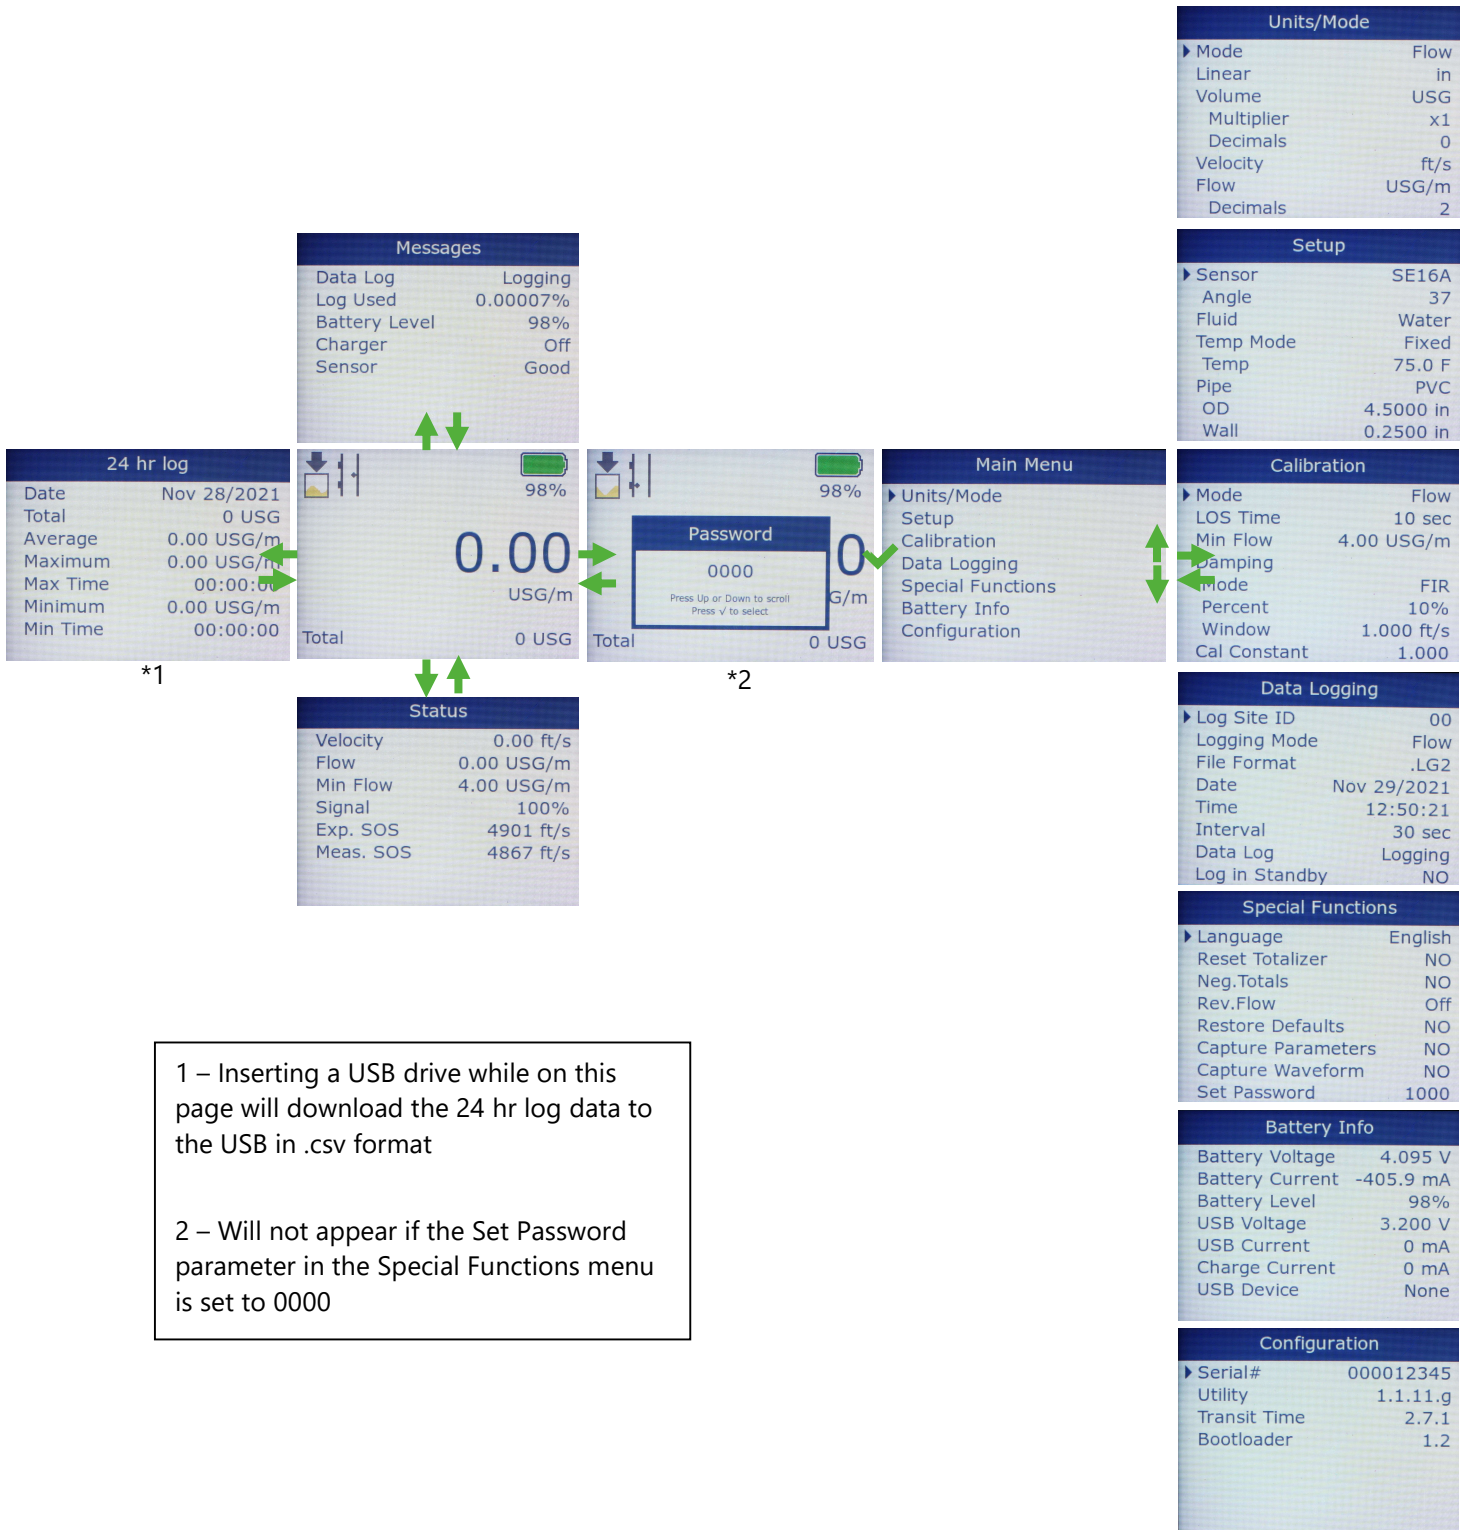 Units/Mode
Mode Flow
Linear in
Volume USG
Multiplier x1
Decimals 0
Velocity ft/s
Flow USG/m
Decimals 2
Setup
Sensor SE16A
Angle 37
Fluid Water
Temp Mode Fixed
Temp 75.0 F
Pipe PVC
OD 4.5000 in
Wall 0.2500 in
Messages
Data Log Logging
Log Used 0.00007%
Battery Level 98%
Charger Off
Sensor Good
24 hr log
Date Nov 28/2021
Total 0 USG
Average 0.00 USG/m
Maximum 0.00 USG/m
Max Time 00:00:00
Minimum 0.00 USG/m
Min Time 00:00:00
*1
98%
0.00
USG/m
Total 0 USG
98%
Password
0000
Press Up or Down to scroll
Press √ to select
0
G/m
Total 0 USG
*2
Main Menu
Units/Mode
Setup
Calibration
Data Logging
Special Functions
Battery Info
Configuration
Calibration
Mode Flow
LOS Time 10 sec
Min Flow 4.00 USG/m
Damping
Mode FIR
Percent 10%
Window 1.000 ft/s
Cal Constant 1.000
Status
Velocity 0.00 ft/s
Flow 0.00 USG/m
Min Flow 4.00 USG/m
Signal 100%
Exp. SOS 4901 ft/s
Meas. SOS 4867 ft/s
Data Logging
Log Site ID 00
Logging Mode Flow
File Format .LG2
Date Nov 29/2021
Time 12:50:21
Interval 30 sec
Data Log Logging
Log in Standby NO
Special Functions
Language English
Reset Totalizer NO
Neg.Totals NO
Rev.Flow Off
Restore Defaults NO
Capture Parameters NO
Capture Waveform NO
Set Password 1000
1 – Inserting a USB drive while on this
page will download the 24 hr log data to
the USB in .csv format
2 – Will not appear if the Set Password
parameter in the Special Functions menu
is set to 0000
Battery Info
Battery Voltage 4.095 V
Battery Current -405.9 mA
Battery Level 98%
USB Voltage 3.200 V
USB Current 0 mA
Charge Current 0 mA
USB Device None
Configuration
Serial# 000012345
Utility 1.1.11.g
Transit Time 2.7.1
Bootloader 1.2